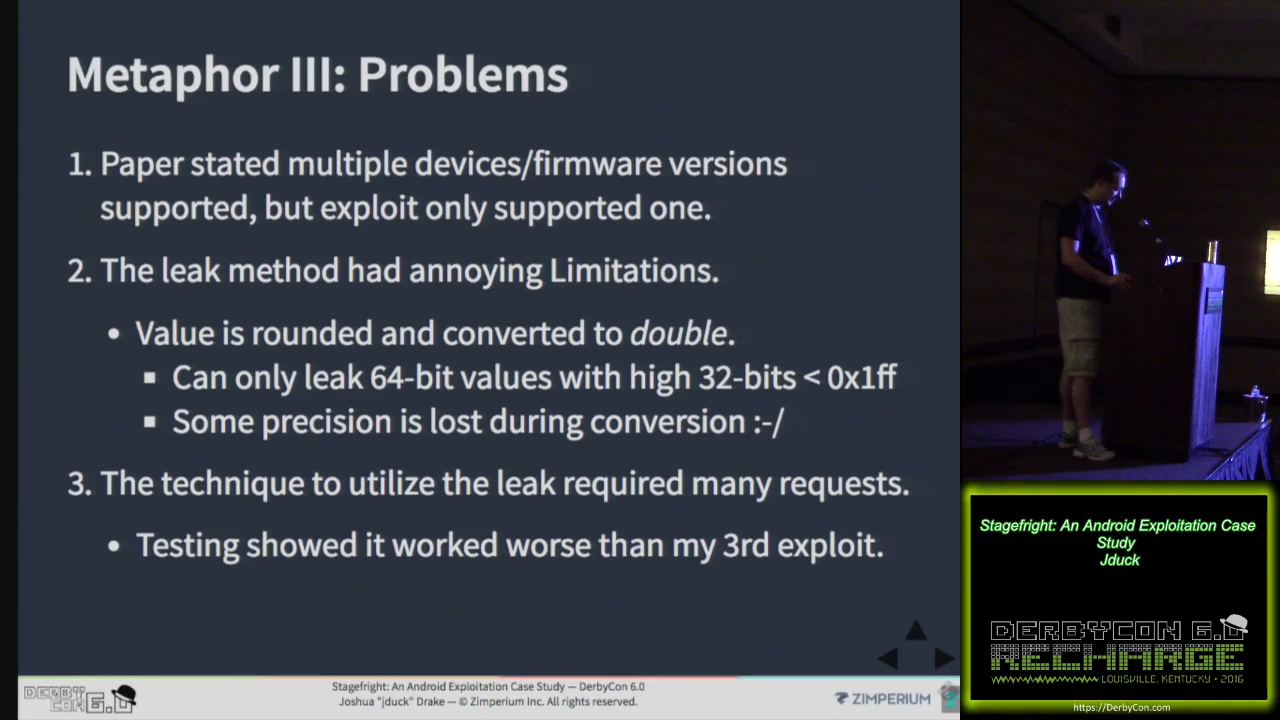 Metaphor III: Problems
1. Paper stated multiple devices/firmware versions
supported, but exploit only supported one.
2. The leak method had annoying Limitations.
• Value is rounded and converted to double.
▪ Can only leak 64-bit values with high 32-bits < 0x1ff
▪ Some precision is lost during conversion :-/
3. The technique to utilize the leak required many requests.
• Testing showed it worked worse than my 3rd exploit.
DERBY
CON 6.0
Stagefright: An Android Exploitation Case Study — DerbyCon 6.0
Joshua "jduck" Drake — © Zimperium Inc. All rights reserved.
ZIMPERIUM
Stagefright: An Android Exploitation Case
Study
Jduck
DERBYCON 6.0
RECHARGE
LOUISVILLE, KENTUCKY • 2016
https://DerbyCon.com